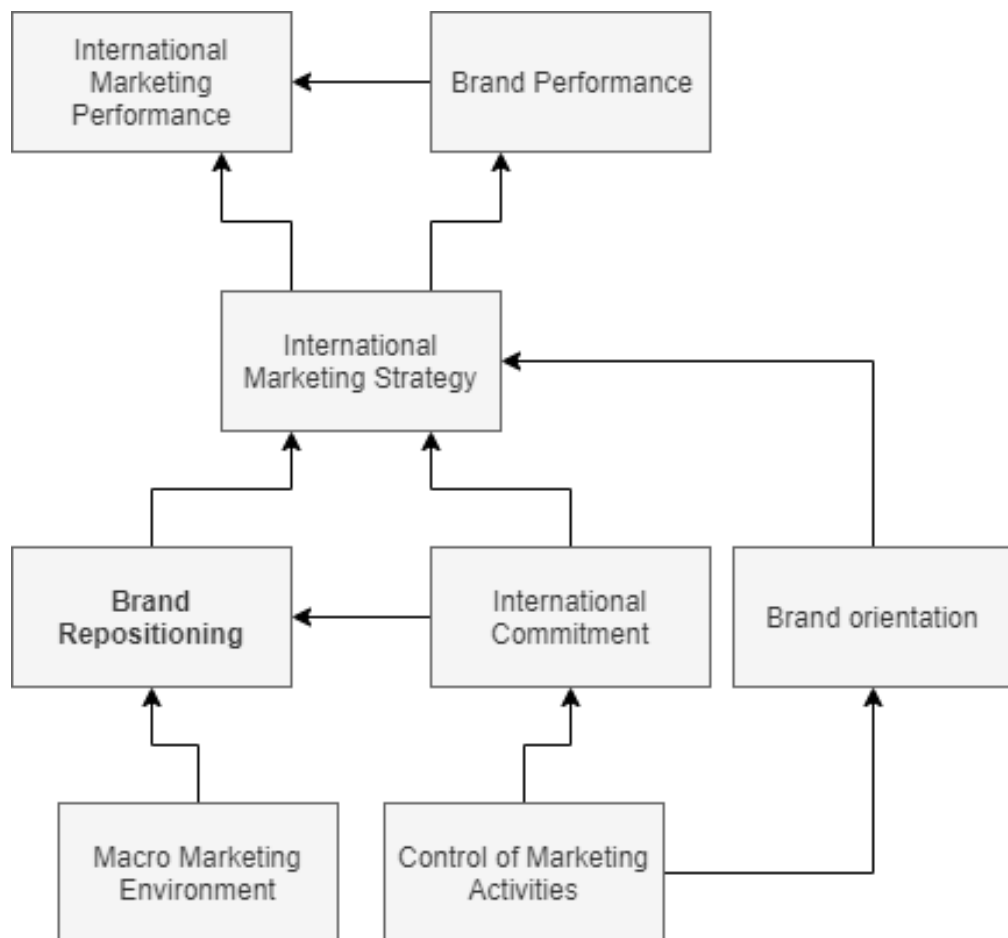 International
Marketing
Performance
Brand Performance
International
Marketing Strategy
Brand
Repositioning
International
Commitment
Brand orientation
Macro Marketing
Environment
Control of Marketing
Activities